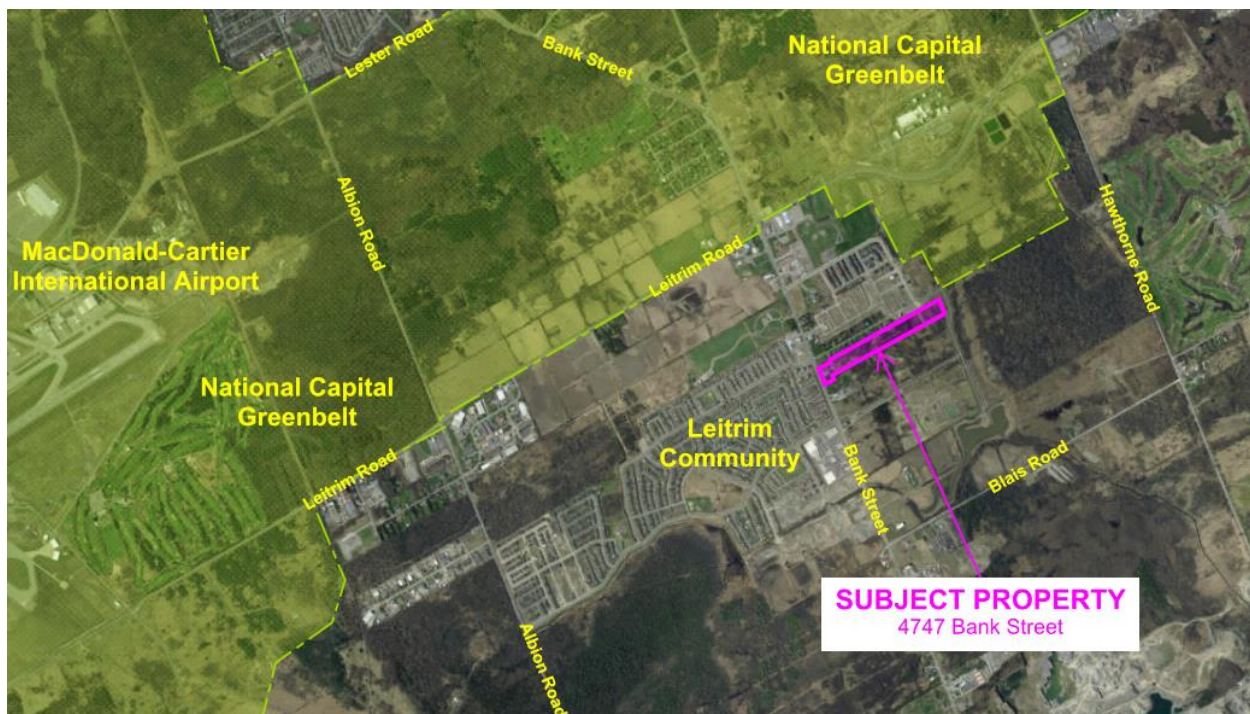 Lester Road
Bank Street
National Capital
Greenbelt
Albion Road
Hawthorne Road
MacDonald-Cartier
International Airport
Leitrim Road
National Capital
Greenbelt
Leitrim Road
Leitrim
Community
Bank Street
Blais Road
SUBJECT PROPERTY
4747 Bank Street
Albion Road